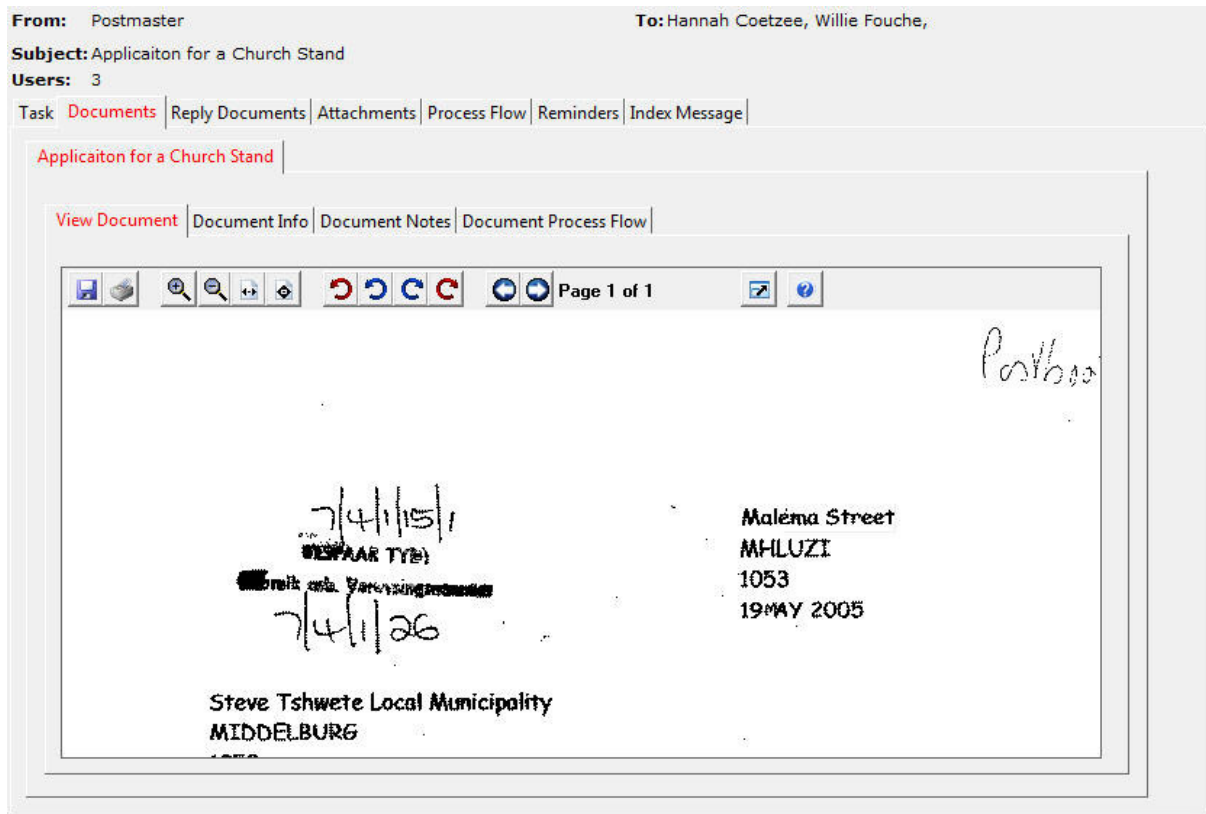 From: Postmaster To: Hannah Coetzee, Willie Fouche,
Subject: Applicaiton for a Church Stand
Users: 3
Task Documents Reply Documents Attachments Process Flow Reminders Index Message
Applicaiton for a Church Stand
View Document Document Info Document Notes Document Process Flow
Page 1 of 1
7/4/1/15/1
TYD)
7/4/1/26
Malema Street
MHLUZI
1053
19MAY 2005
Steve Tshwete Local Municipality
MIDDELBURG